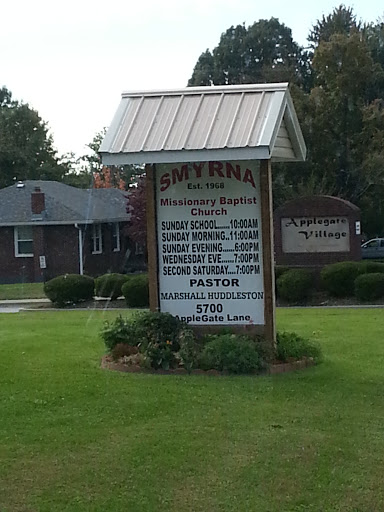 SMYRNA
Est. 1968
Missionary Baptist
Church
SUNDAY SCHOOL......10:00AM
SUNDAY MORNING..11:00AM
SUNDAY EVENING.....6:00PM
WEDNESDAY EVE......7:00PM
SECOND SATURDAY....7:00PM
PASTOR
MARSHALL HUDDLESTON
5700
AppleGate Lane
Applegate
Village